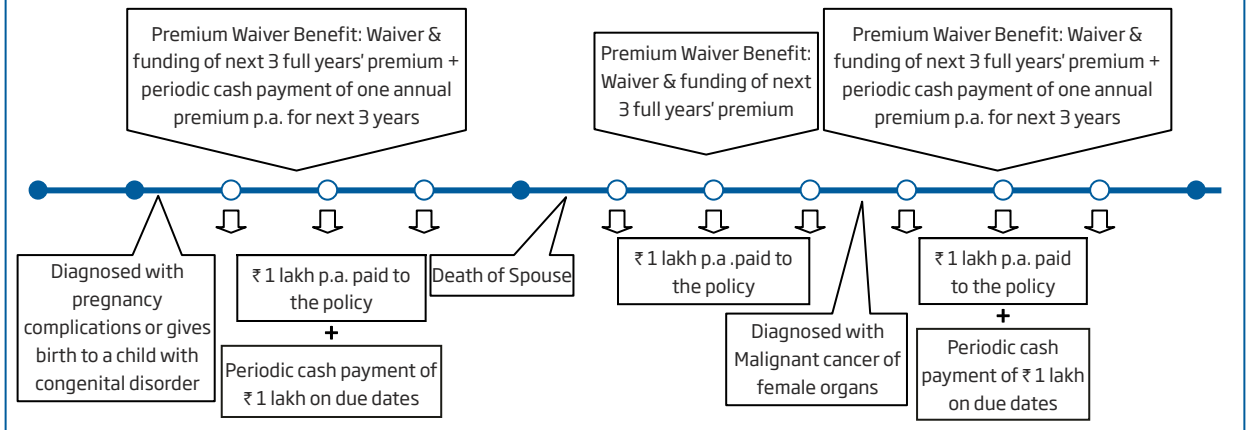 Premium Waiver Benefit: Waiver &
funding of next 3 full years' premium +
periodic cash payment of one annual
premium p.a. for next 3 years
Premium Waiver Benefit:
Waiver & funding of next
3 full years' premium
Premium Waiver Benefit: Waiver &
funding of next 3 full years' premium +
periodic cash payment of one annual
premium p.a. for next 3 years
Diagnosed with
pregnancy
complications or gives
birth to a child with
congenital disorder
₹ 1 lakh p.a. paid to
the policy
+
Periodic cash payment of
₹ 1 lakh on due dates
Death of Spouse
₹ 1 lakh p.a .paid to
the policy
Diagnosed with
Malignant cancer of
female organs
₹ 1 lakh p.a. paid
to the policy
+
Periodic cash
payment of ₹ 1 lakh
on due dates